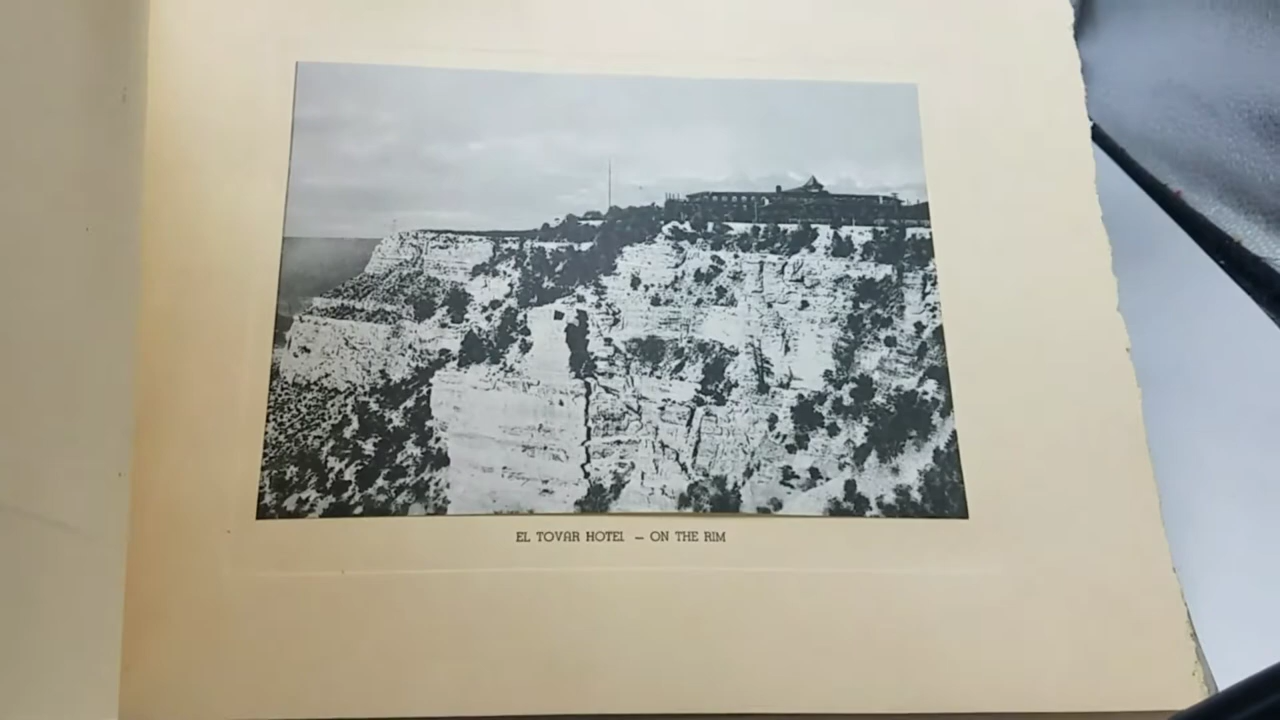 EL TOVAR HOTEL – ON THE RIM